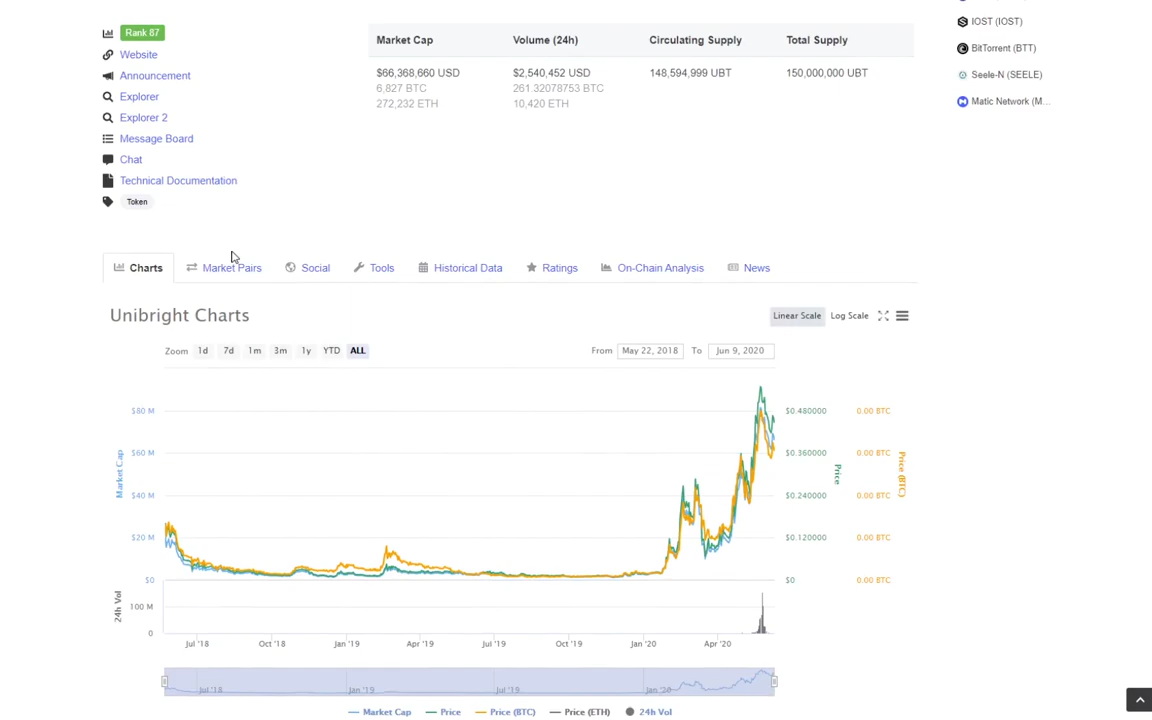 Rank 87
Website
Announcement
Explorer
Explorer 2
Message Board
Chat
Technical Documentation
Token
Market Cap Volume (24h) Circulating Supply Total Supply
$66,368,660 USD $2,540,452 USD 148,594,999 UBT 150,000,000 UBT
6,827 BTC 261.32078753 BTC
272,232 ETH 10,420 ETH
IOST (IOST)
BitTorrent (BTT)
Seele-N (SEELE)
Matic Network (M...
Charts Market Pairs Social Tools Historical Data Ratings On-Chain Analysis News
Unibright Charts
Linear Scale Log Scale
Zoom 1d 7d 1m 3m 1y YTD ALL From May 22, 2018 To Jun 9, 2020
$80 M $0.480000 0.00 BTC
$60 M $0.360000 0.00 BTC
$40 M $0.240000 0.00 BTC
$20 M $0.120000 0.00 BTC
$0 $0 0.00 BTC
Market Cap
Price
Price (BTC)
24h Vol
100 M
0
Jul '18 Oct '18 Jan '19 Apr '19 Jul '19 Oct '19 Jan '20 Apr '20
Jul '18 Jan '19 Jul '19 Jan '20
Market Cap Price Price (BTC) Price (ETH) 24h Vol